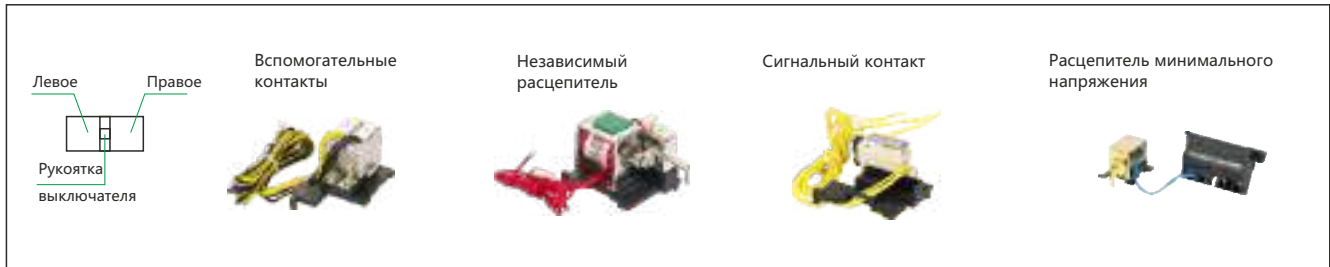 Левое
Правое
Рукоятка
выключателя
Вспомогательные
контакты
Независимый
расцепитель
Сигнальный контакт
Расцепитель минимального
напряжения